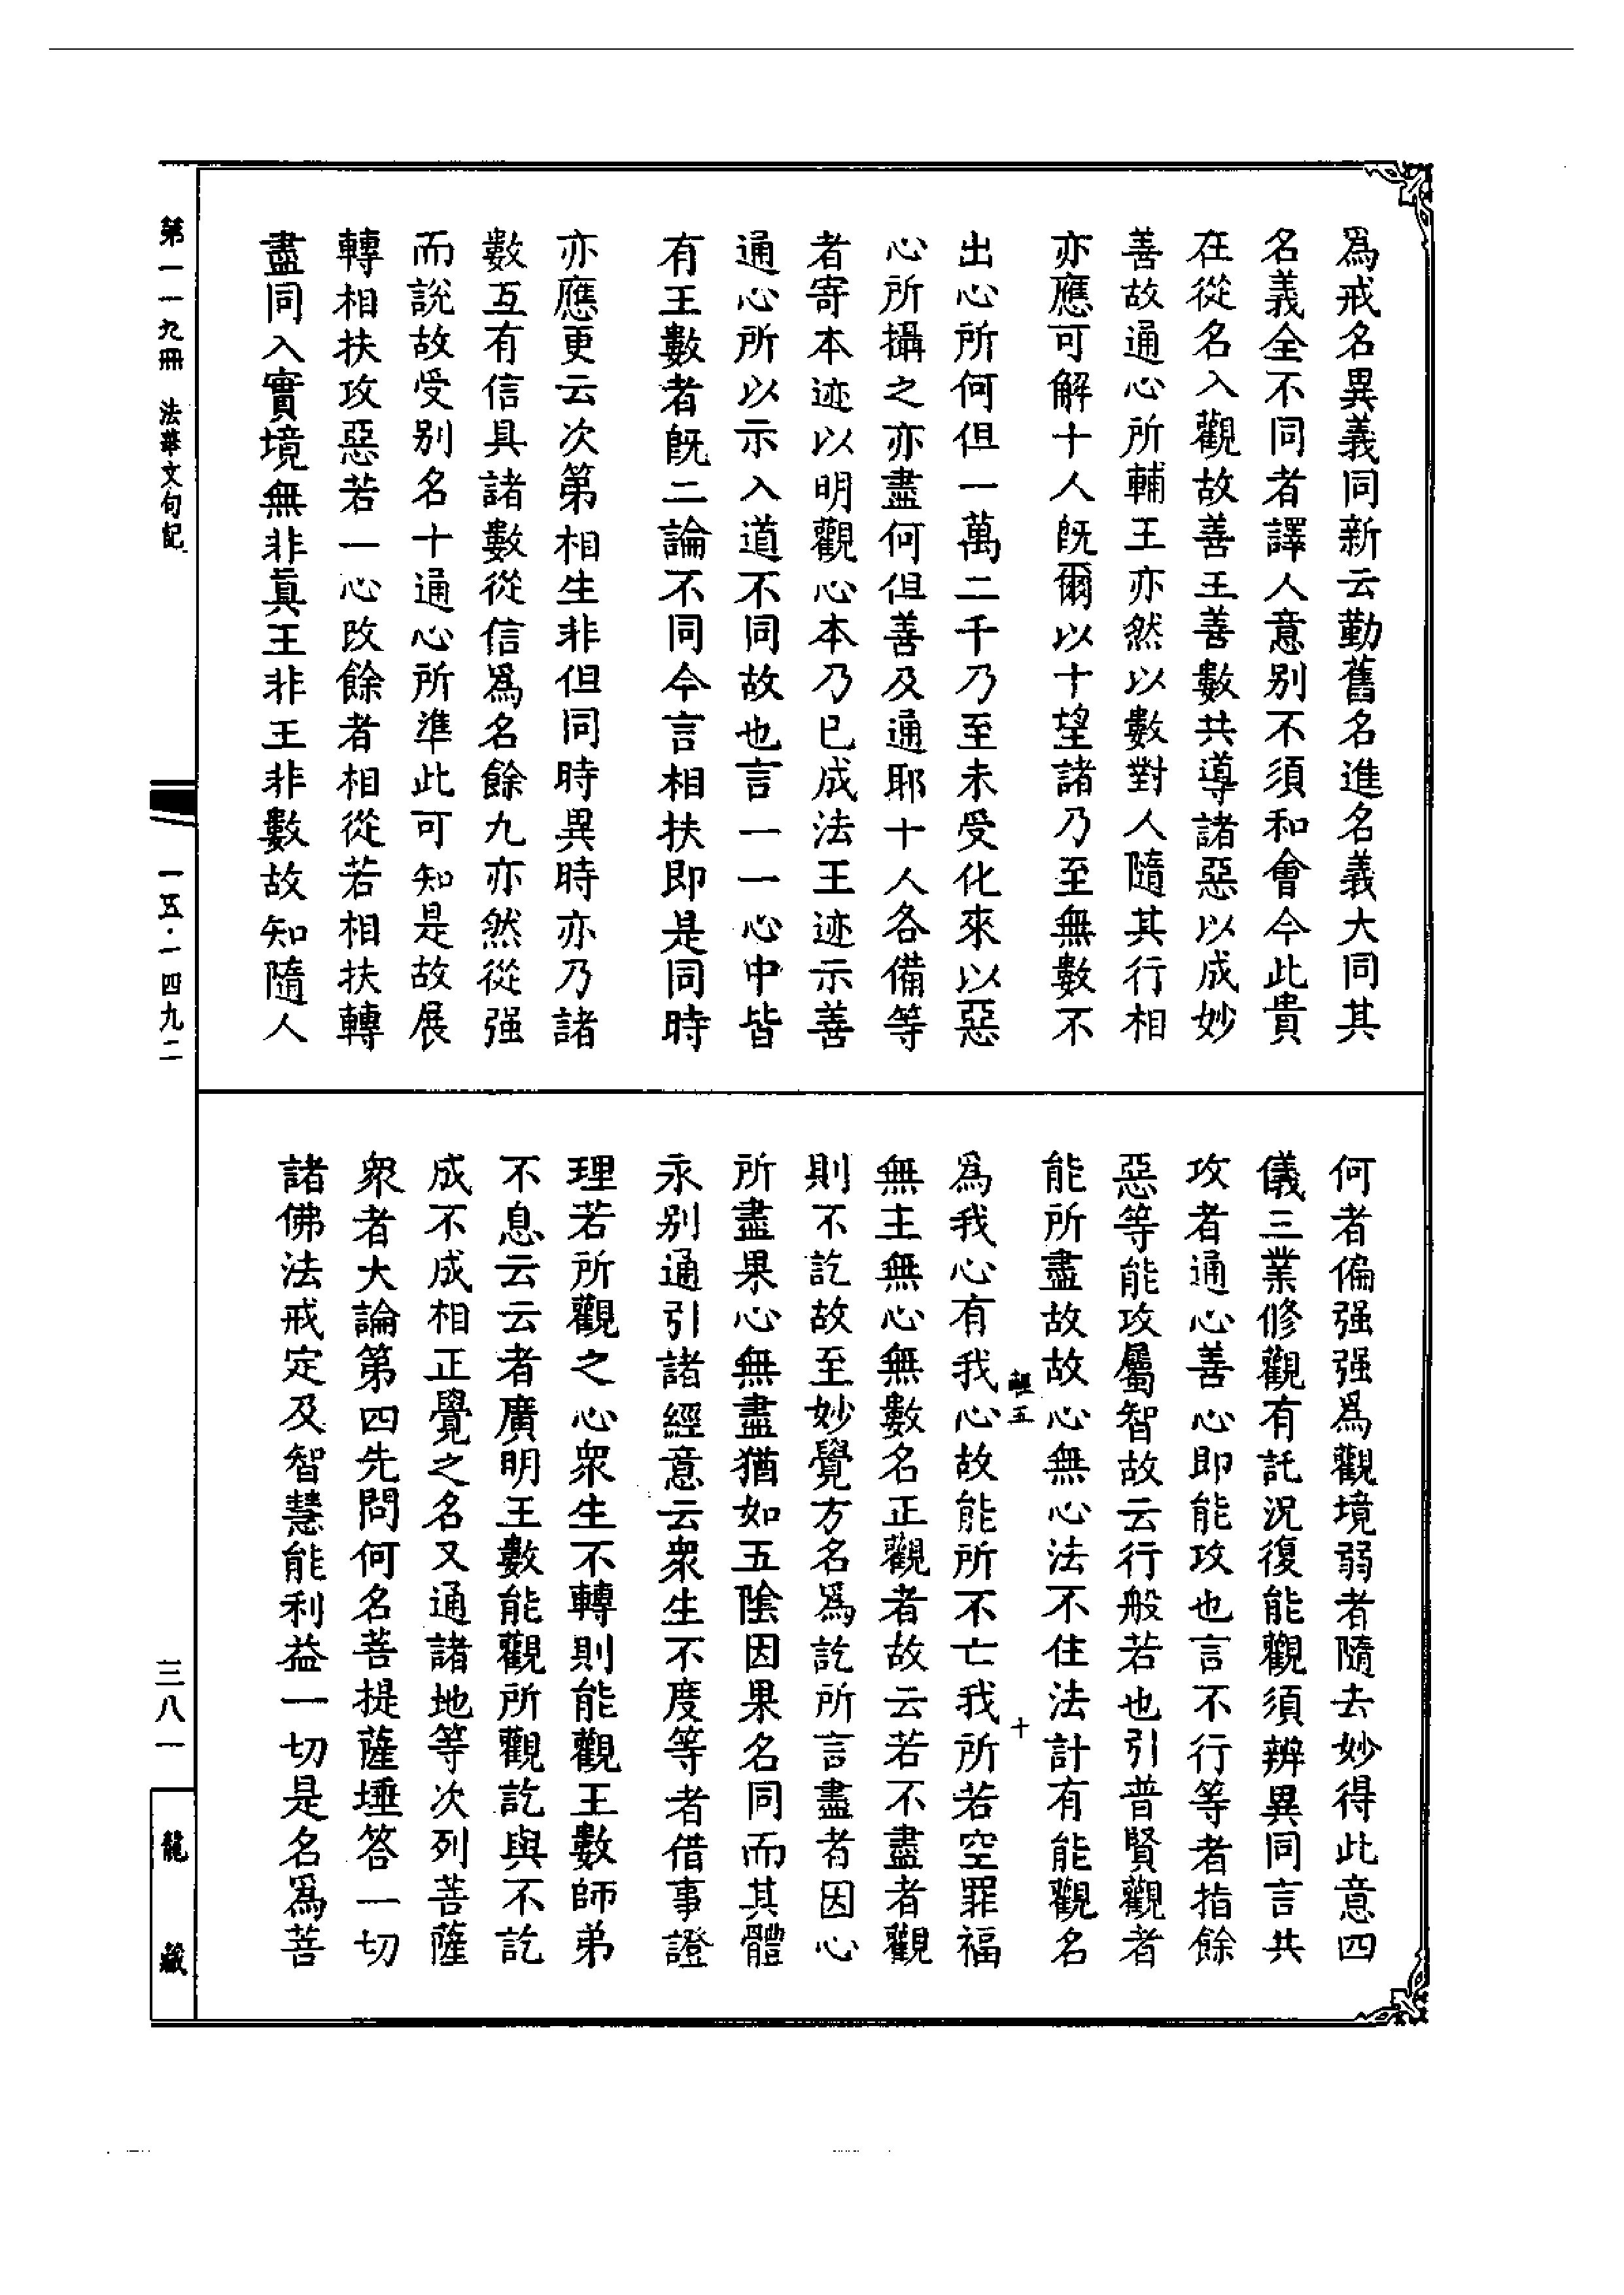 爲戒名異義同新云勤舊名進名義大同其
名義全不同者譯人意别不須和會今此貴
在從名入觀故善王善數共導諸惡以成妙
善故通心所輔王亦然以數對人隨其行相
亦應可解十人旣爾以十望諸乃至無數不
出心所何但一萬二千乃至未受化來以惡
心所攝之亦盡何但善及通耶十人各備等
者寄本迹以明觀心本乃已成法王迹示善
通心所以示入道不同故也言一一心中皆
有王數者旣二論不同今言相扶即是同時
亦應更云次第相生非但同時異時亦乃諸
數互有信具諸數從信爲名餘九亦然從强
而說故受别名十通心所準此可知是故展
轉相扶攻惡若一心改餘者相從若相扶轉
盡同入實境無非真王非王非數故知隨人
何者偏强强爲觀境弱者隨去妙得此意四
儀三業修觀有託況復能觀須辨異同言共
攻者通心善心即能攻也言不行等者指餘
惡等能攻屬智故云行般若也引普賢觀者
能所盡故故心無心法不住法計有能觀名
爲我心有我心故能所不亡我所若空罪福
無主無心無數名正觀者故云若不盡者觀
則不訖故至妙覺方名爲訖所言盡者因心
所盡果心無盡猶如五陰因果名同而其體
永别通引諸經意云衆生不度等者借事證
理若所觀之心衆生不轉則能觀王數師弟
不息云云者廣明王數能觀所觀訖與不訖
成不成相正覺之名又通諸地等次列菩薩
衆者大論第四先問何名菩提薩埵答一切
諸佛法戒定及智慧能利益一切是名爲菩
五
十
第一一九冊 法華文句記
一五·一四九二
三八一
龍藏